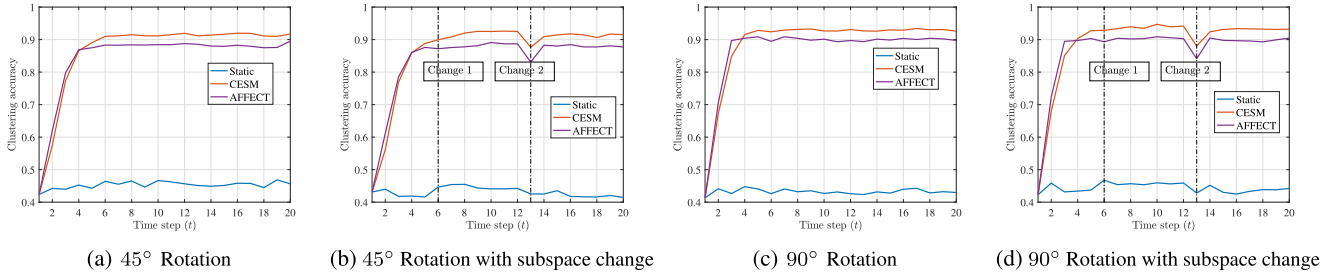 1
0.9
0.8
0.7
0.6
0.5
0.4
Clustering accuracy
Static
CESM
AFFECT
2 4 6 8 10 12 14 16 18 20
Time step (t)
(a) 45° Rotation
1
0.9
0.8
0.7
0.6
0.5
0.4
Clustering accuracy
Change 1
Change 2
Static
CESM
AFFECT
2 4 6 8 10 12 14 16 18 20
Time step (t)
(b) 45° Rotation with subspace change
1
0.9
0.8
0.7
0.6
0.5
0.4
Clustering accuracy
Static
CESM
AFFECT
2 4 6 8 10 12 14 16 18 20
Time step (t)
(c) 90° Rotation
1
0.9
0.8
0.7
0.6
0.5
0.4
Clustering accuracy
Change 1
Change 2
Static
CESM
AFFECT
2 4 6 8 10 12 14 16 18 20
Time step (t)
(d) 90° Rotation with subspace change